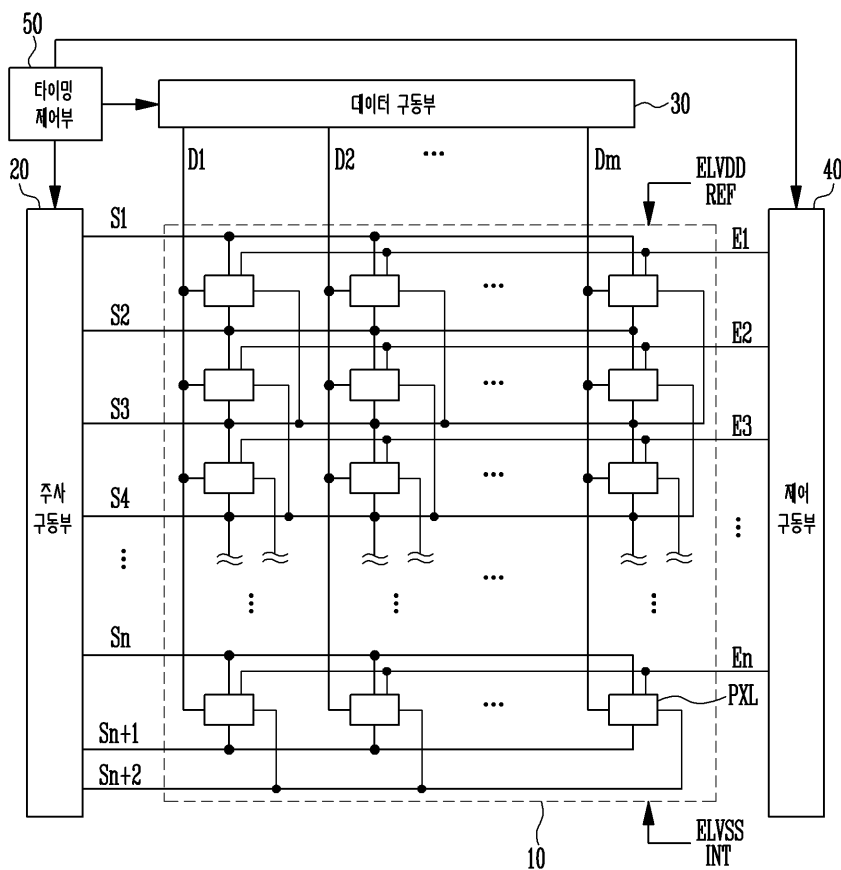 50
타이밍
제어부
데이터 구동부
30
D1
D2
...
Dm
ELVDD
REF
20
40
S1
E1
...
S2
E2
...
S3
E3
주사
구동부
제어
구동부
S4
...
...
...
...
...
...
...
...
Sn
En
...
PXL
Sn+1
Sn+2
10
ELVSS
INT